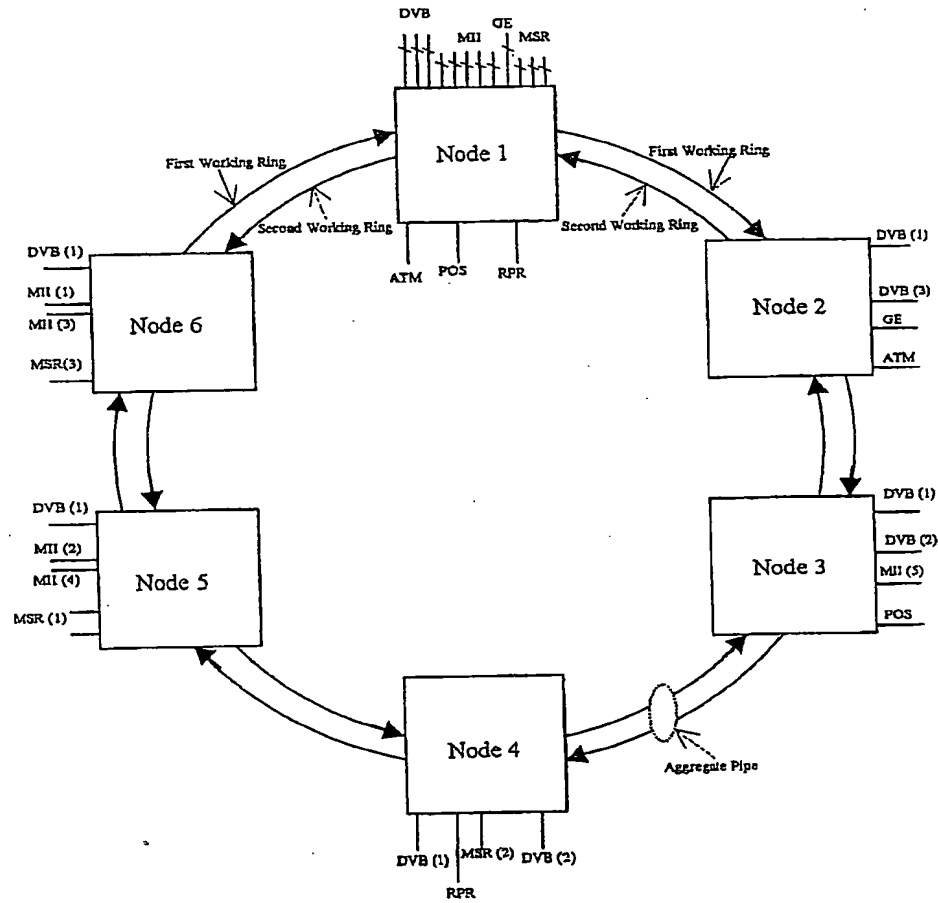 DVB
GE
MII
MSR
Node 1
First Working Ring
First Working Ring
Second Working Ring
Second Working Ring
ATM
POS
RPR
DVB (1)
MII (1)
MII (3)
MSR(3)
Node 6
Node 2
DVB (1)
DVB (3)
GE
ATM
DVB (1)
MII (2)
MII (4)
MSR (1)
Node 5
Node 3
DVB (1)
DVB (2)
MII (5)
POS
Node 4
Aggregate Pipe
DVB (1)
MSR (2)
DVB (2)
RPR